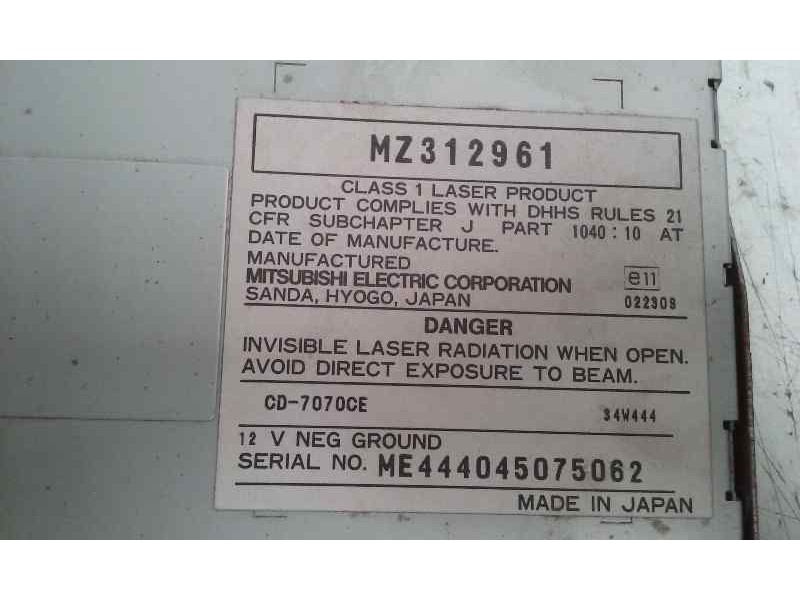 MZ312961
CLASS 1 LASER PRODUCT
PRODUCT COMPLIES WITH DHHS RULES 21
CFR SUBCHAPTER J PART 1040:10 AT
DATE OF MANUFACTURE.
MANUFACTURED
MITSUBISHI ELECTRIC CORPORATION e11
SANDA, HYOGO, JAPAN 022308
DANGER
INVISIBLE LASER RADIATION WHEN OPEN.
AVOID DIRECT EXPOSURE TO BEAM.
CD-7070CE S4W444
12 V NEG GROUND
SERIAL NO. ME444045075062
MADE IN JAPAN